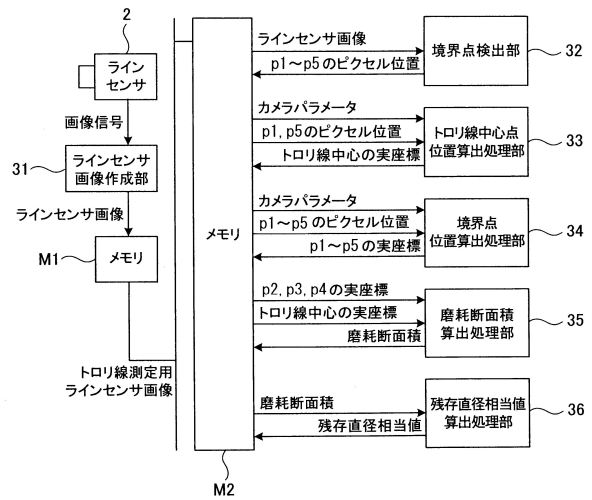 2
ライン
センサ
画像信号
31
ラインセンサ
画像作成部
ラインセンサ画像
M1
メモリ
トロリ線測定用
ラインセンサ画像
メモリ
M2
ラインセンサ画像
p1～p5のピクセル位置
境界点検出部
32
カメラパラメータ
p1, p5のピクセル位置
トロリ線中心の実座標
トロリ線中心点
位置算出処理部
33
カメラパラメータ
p1～p5のピクセル位置
p1～p5の実座標
境界点
位置算出処理部
34
p2, p3, p4の実座標
トロリ線中心の実座標
磨耗断面積
磨耗断面積
算出処理部
35
磨耗断面積
残存直径相当値
残存直径相当値
算出処理部
36